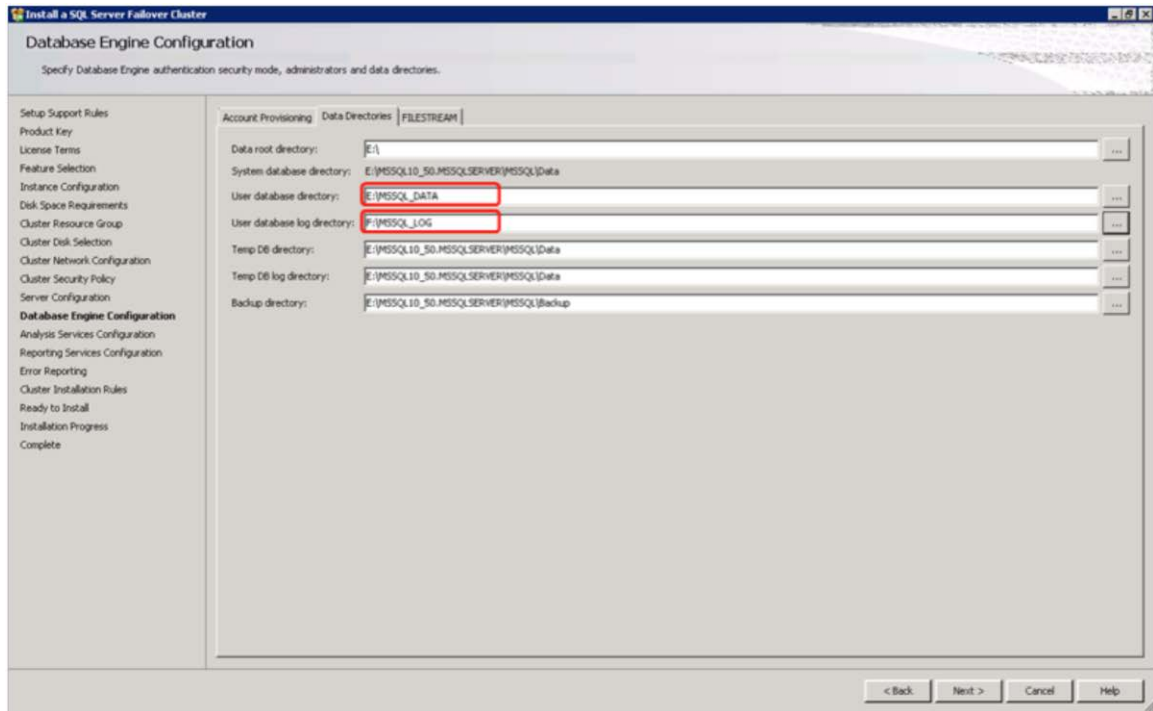 Install a SQL Server Failover Cluster
Database Engine Configuration
Specify Database Engine authentication security mode, administrators and data directories.
Setup Support Rules
Product Key
License Terms
Feature Selection
Instance Configuration
Disk Space Requirements
Cluster Resource Group
Cluster Disk Selection
Cluster Network Configuration
Cluster Security Policy
Server Configuration
Database Engine Configuration
Analysis Services Configuration
Reporting Services Configuration
Error Reporting
Cluster Installation Rules
Ready to Install
Installation Progress
Complete
Account Provisioning Data Directories FILESTREAM
Data root directory: E:\ ...
System database directory: E:\MSSQL10_50.MSSQLSERVER\MSSQL\Data
User database directory: E:\MSSQL_DATA ...
User database log directory: F:\MSSQL_LOG ...
Temp DB directory: E:\MSSQL10_50.MSSQLSERVER\MSSQL\Data ...
Temp DB log directory: E:\MSSQL10_50.MSSQLSERVER\MSSQL\Data ...
Backup directory: E:\MSSQL10_50.MSSQLSERVER\MSSQL\Backup ...
< Back Next > Cancel Help